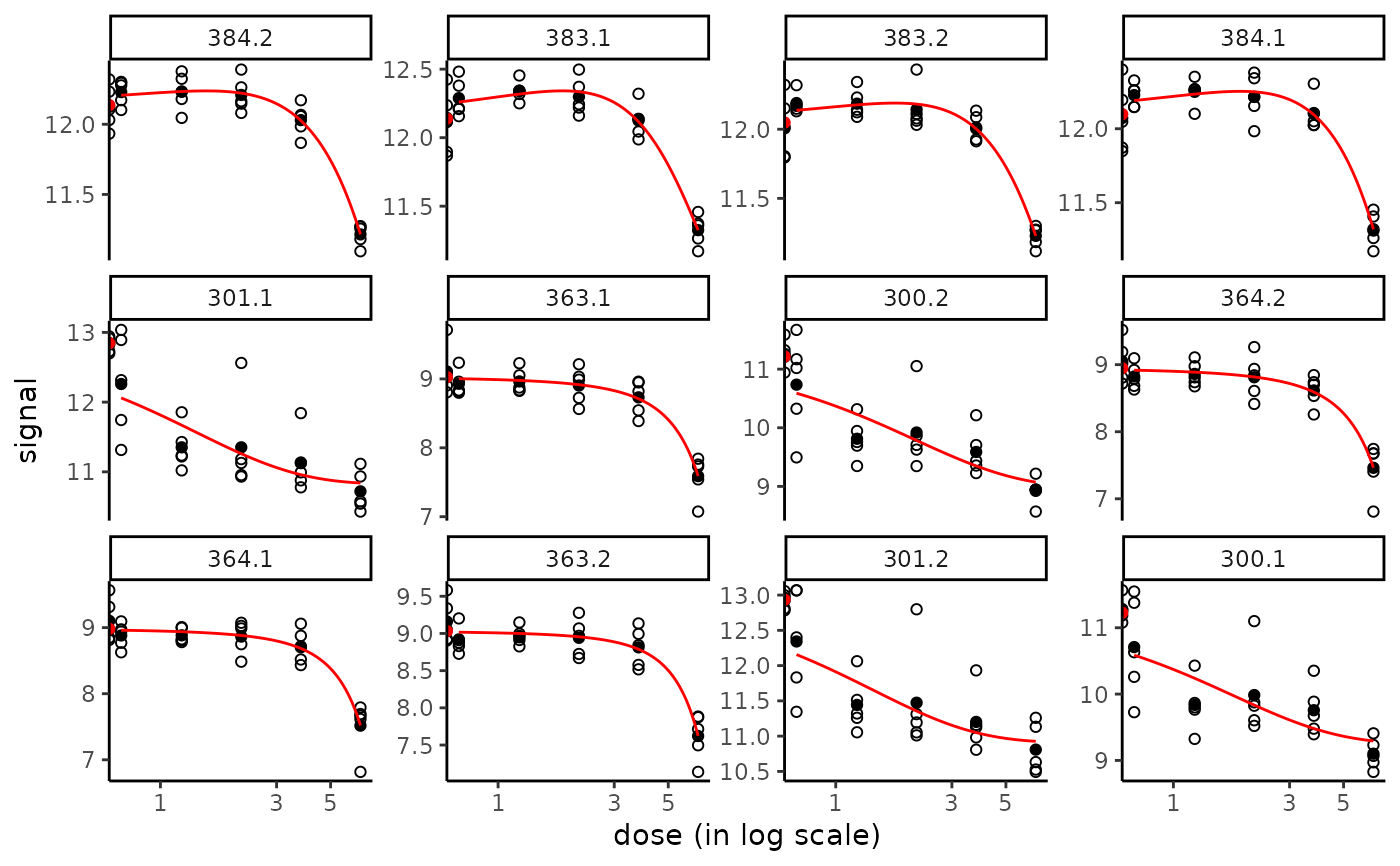 384.2 383.1 383.2 384.1
12.5
12.0 12.0 12.0 12.0
11.5 11.5 11.5 11.5
301.1 363.1 300.2 364.2
13
12 9 11 9
11 8 10 8
7 9 7
signal
364.1 363.2 301.2 300.1
9 9.5 13.0 11
8 9.0 12.5 10
7 8.5 12.0 9
8.0 11.5
7.5 11.0
10.5
1 3 5 1 3 5 1 3 5 1 3 5
dose (in log scale)